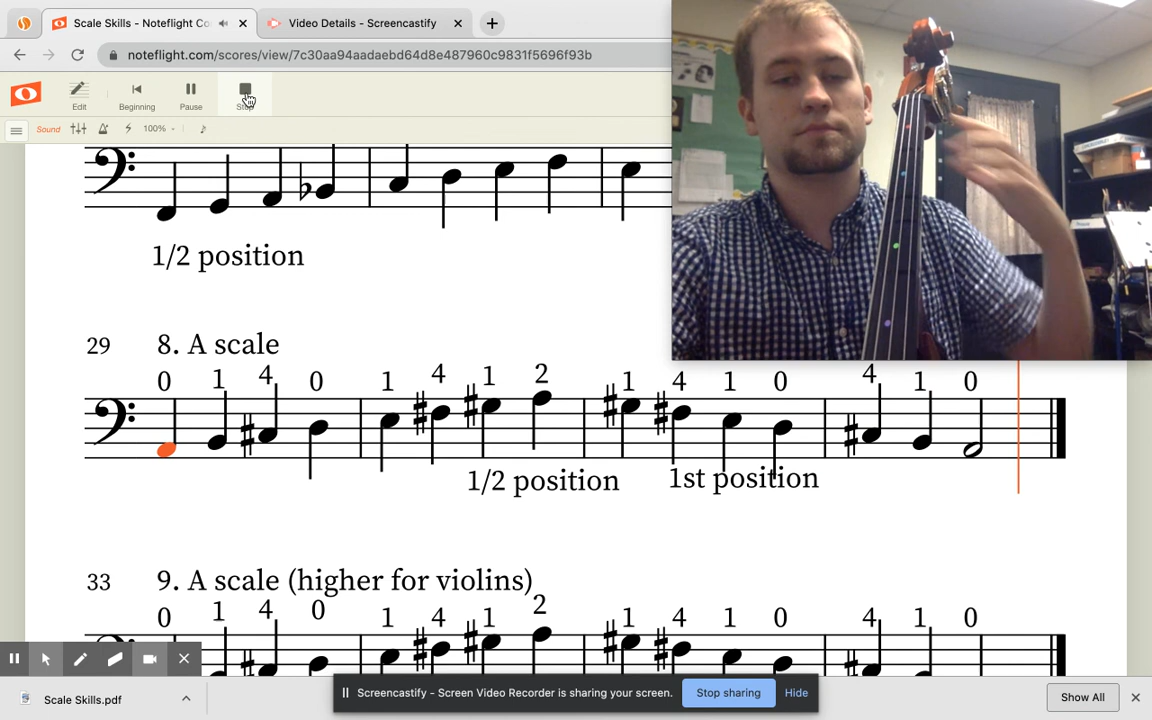 Scale Skills - Noteflight Co
Video Details - Screencastify
noteflight.com/scores/view/7c30aa94aadaebd64d8e487960c9831f5696f93b
Edit Beginning Pause Stop
Sound 100%
1/2 position
29 8. A scale
0 1 4 0 1 4 1 2 1 4 1 0 4 1 0
1/2 position 1st position
33 9. A scale (higher for violins)
0 1 4 0 1 4 1 2 1 4 1 0 4 1 0
Screencastify - Screen Video Recorder is sharing your screen. Stop sharing Hide
Scale Skills.pdf Show All